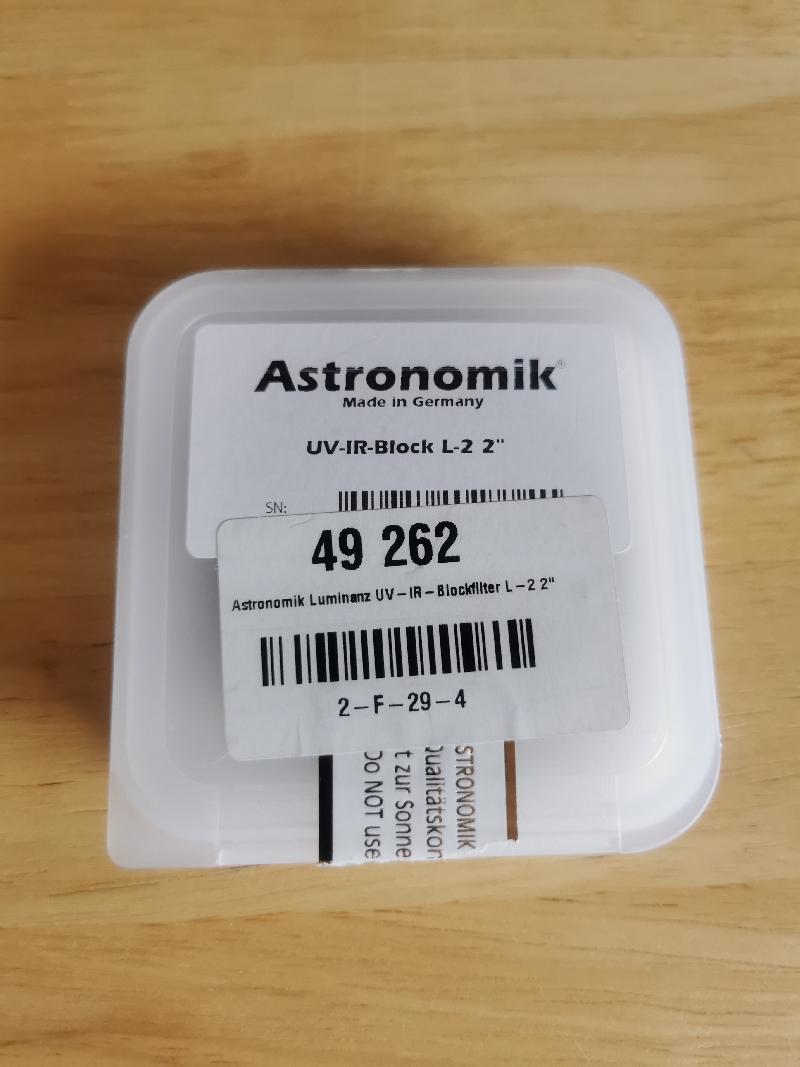 Astronomik®
Made in Germany
UV-IR-Block L-2 2"
SN:
49 262
Astronomik Luminanz UV-IR-Blockfilter L-2 2"
2-F-29-4
STRONOMIK
Qualitätskon
t zur Sonne
Do NOT use